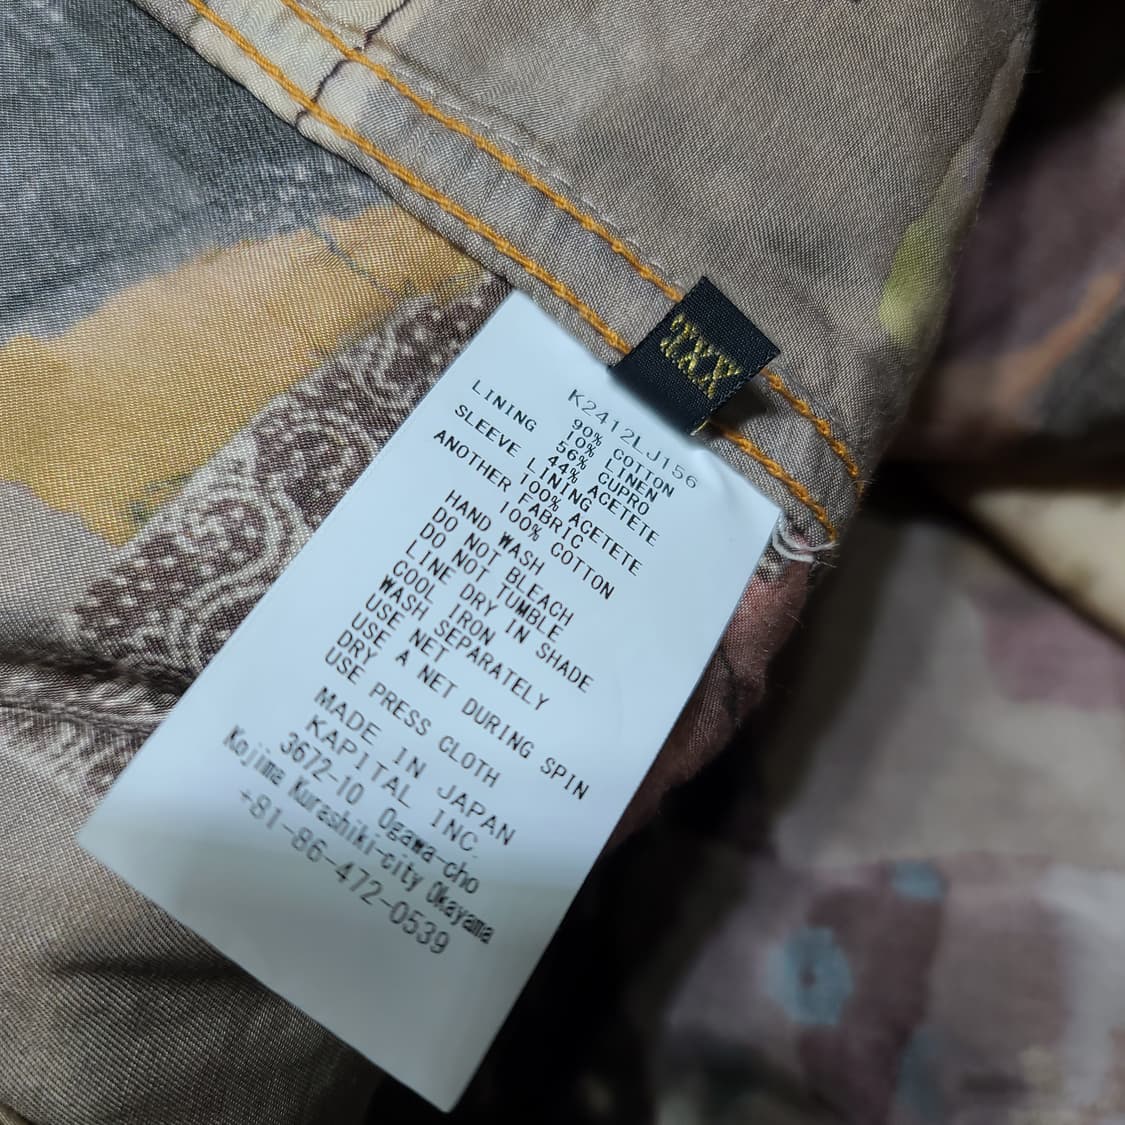 XXL
K2412LJ156
90% COTTON
10% LINEN
LINING 56% CUPRO
44% ACETETE
SLEEVE LINING
100% ACETETE
ANOTHER FABRIC
100% COTTON
HAND WASH
DO NOT BLEACH
DO NOT TUMBLE
LINE DRY IN SHADE
COOL IRON
WASH SEPARATELY
USE NET
USE A NET DURING SPIN
DRY
USE PRESS CLOTH
MADE IN JAPAN
KAPITAL INC.
3672-10 Ogawa-cho
Kojima Kurashiki-city Okayama
+81-86-472-0539